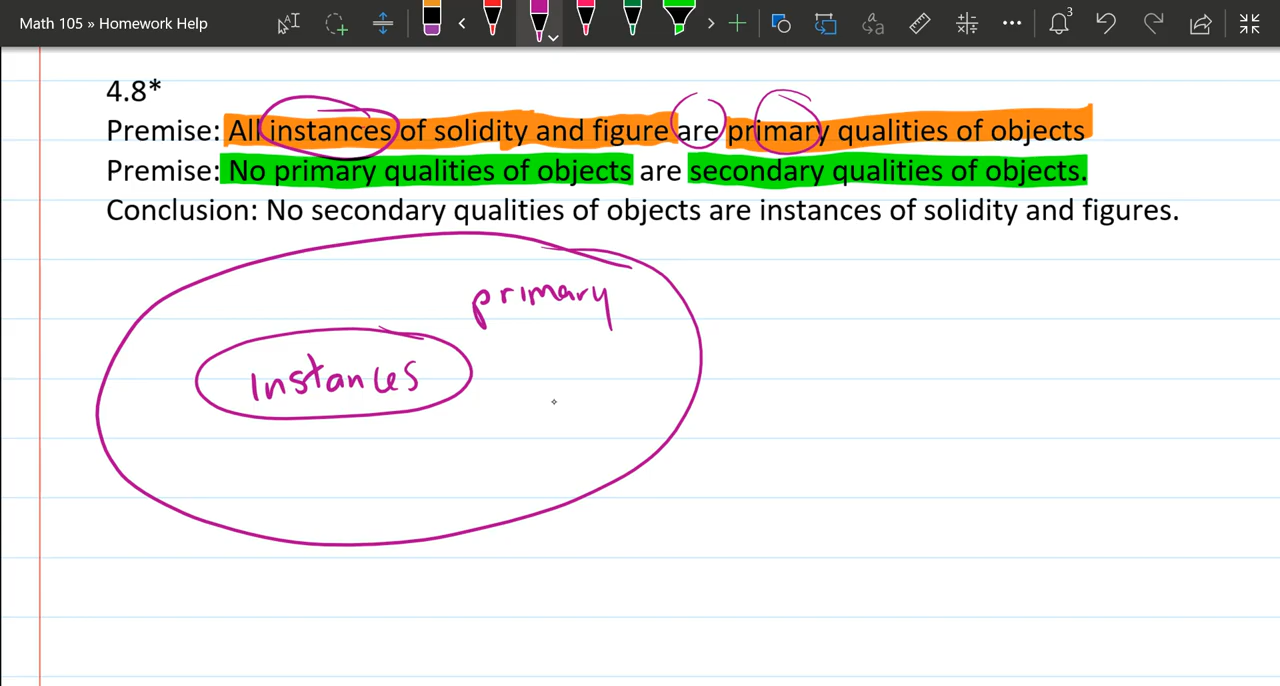 Math 105 » Homework Help
3
4.8*
Premise: All instances of solidity and figure are primary qualities of objects
Premise: No primary qualities of objects are secondary qualities of objects.
Conclusion: No secondary qualities of objects are instances of solidity and figures.
primary
Instances